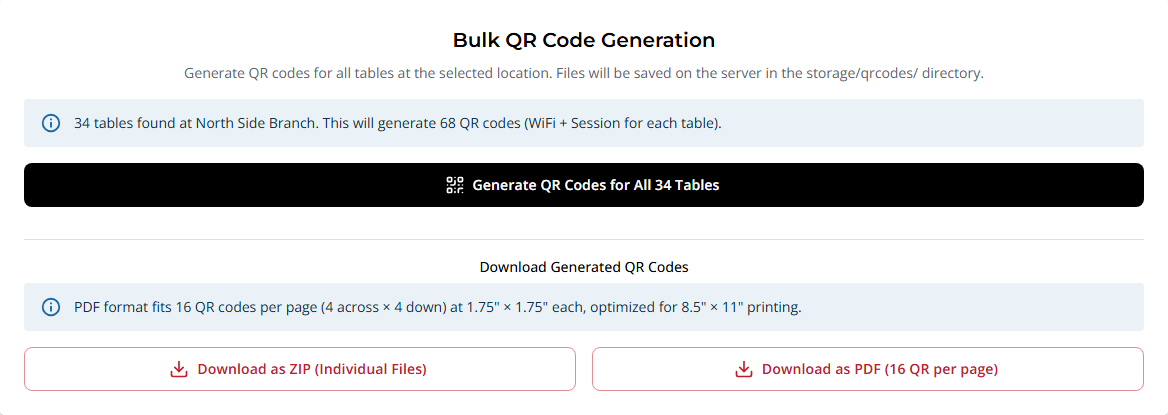 Bulk QR Code Generation
Generate QR codes for all tables at the selected location. Files will be saved on the server in the storage/qrcodes/ directory.
34 tables found at North Side Branch. This will generate 68 QR codes (WiFi + Session for each table).
Generate QR Codes for All 34 Tables
Download Generated QR Codes
PDF format fits 16 QR codes per page (4 across × 4 down) at 1.75" × 1.75" each, optimized for 8.5" × 11" printing.
Download as ZIP (Individual Files)
Download as PDF (16 QR per page)